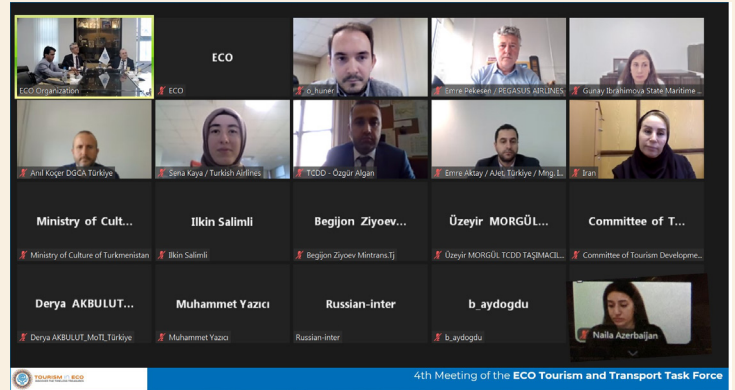 ECO
ECO Organization
ECO
o_huner
Emre Pekesen / PEGASUS AIRLINES
Gunay Ibrahimova State Maritime ...
Anıl Koçer DGCA Türkiye
Sena Kaya / Turkish Airlines
TCDD - Özgür Algan
Emre Aktay / AJet, Türkiye / Mng. I...
Iran
Ministry of Cult...
Ilkin Salimli
Begijon Ziyoev...
Üzeyir MORGÜL...
Committee of T...
Ministry of Culture of Turkmenistan
Ilkin Salimli
Begijon Ziyoev Mintrans.Tj
Üzeyir MORGÜL TCDD TAŞIMACIL...
Committee of Tourism Developme...
Derya AKBULUT...
Muhammet Yazıcı
Russian-inter
b_aydogdu
Naila Azerbaijan
Derya AKBULUT_MoTI_Türkiye
Muhammet Yazıcı
Russian-inter
b_aydogdu
TOURISM IN ECO
4th Meeting of the ECO Tourism and Transport Task Force